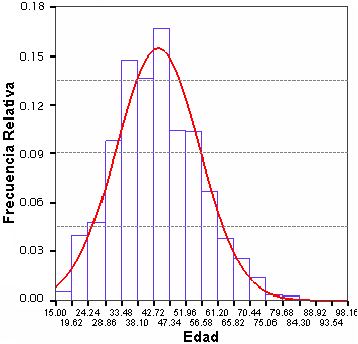 0.18
0.15
0.12
0.09
0.06
0.03
0.00
Frecuencia Relativa
15.00 24.24 33.48 42.72 51.96 61.20 70.44 79.68 88.92 98.16
19.62 28.86 38.10 47.34 56.58 65.82 75.06 84.30 93.54
Edad